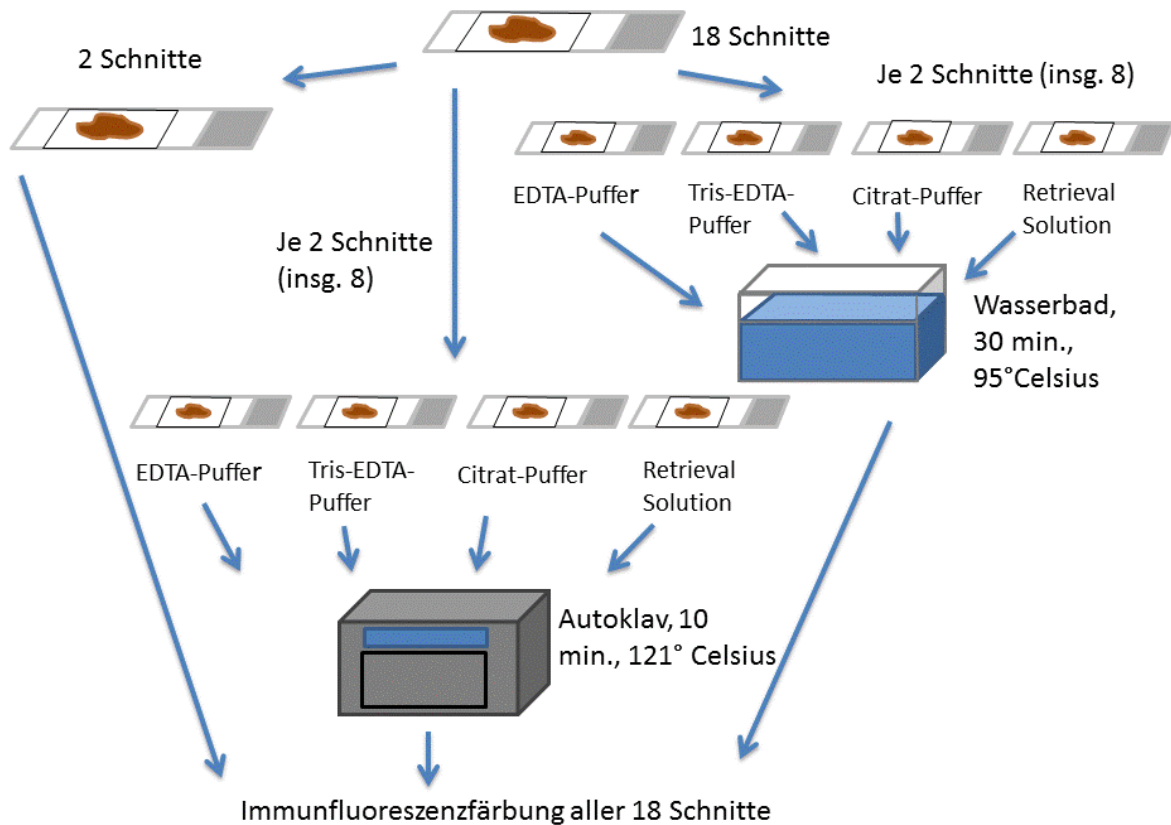 18 Schnitte
2 Schnitte
Je 2 Schnitte (insg. 8)
EDTA-Puffer
Tris-EDTA-
Puffer
Citrat-Puffer
Retrieval
Solution
Je 2 Schnitte
(insg. 8)
Wasserbad,
30 min.,
95°Celsius
EDTA-Puffer
Tris-EDTA-
Puffer
Citrat-Puffer
Retrieval
Solution
Autoklav, 10
min., 121° Celsius
Immunfluoreszenzfärbung aller 18 Schnitte